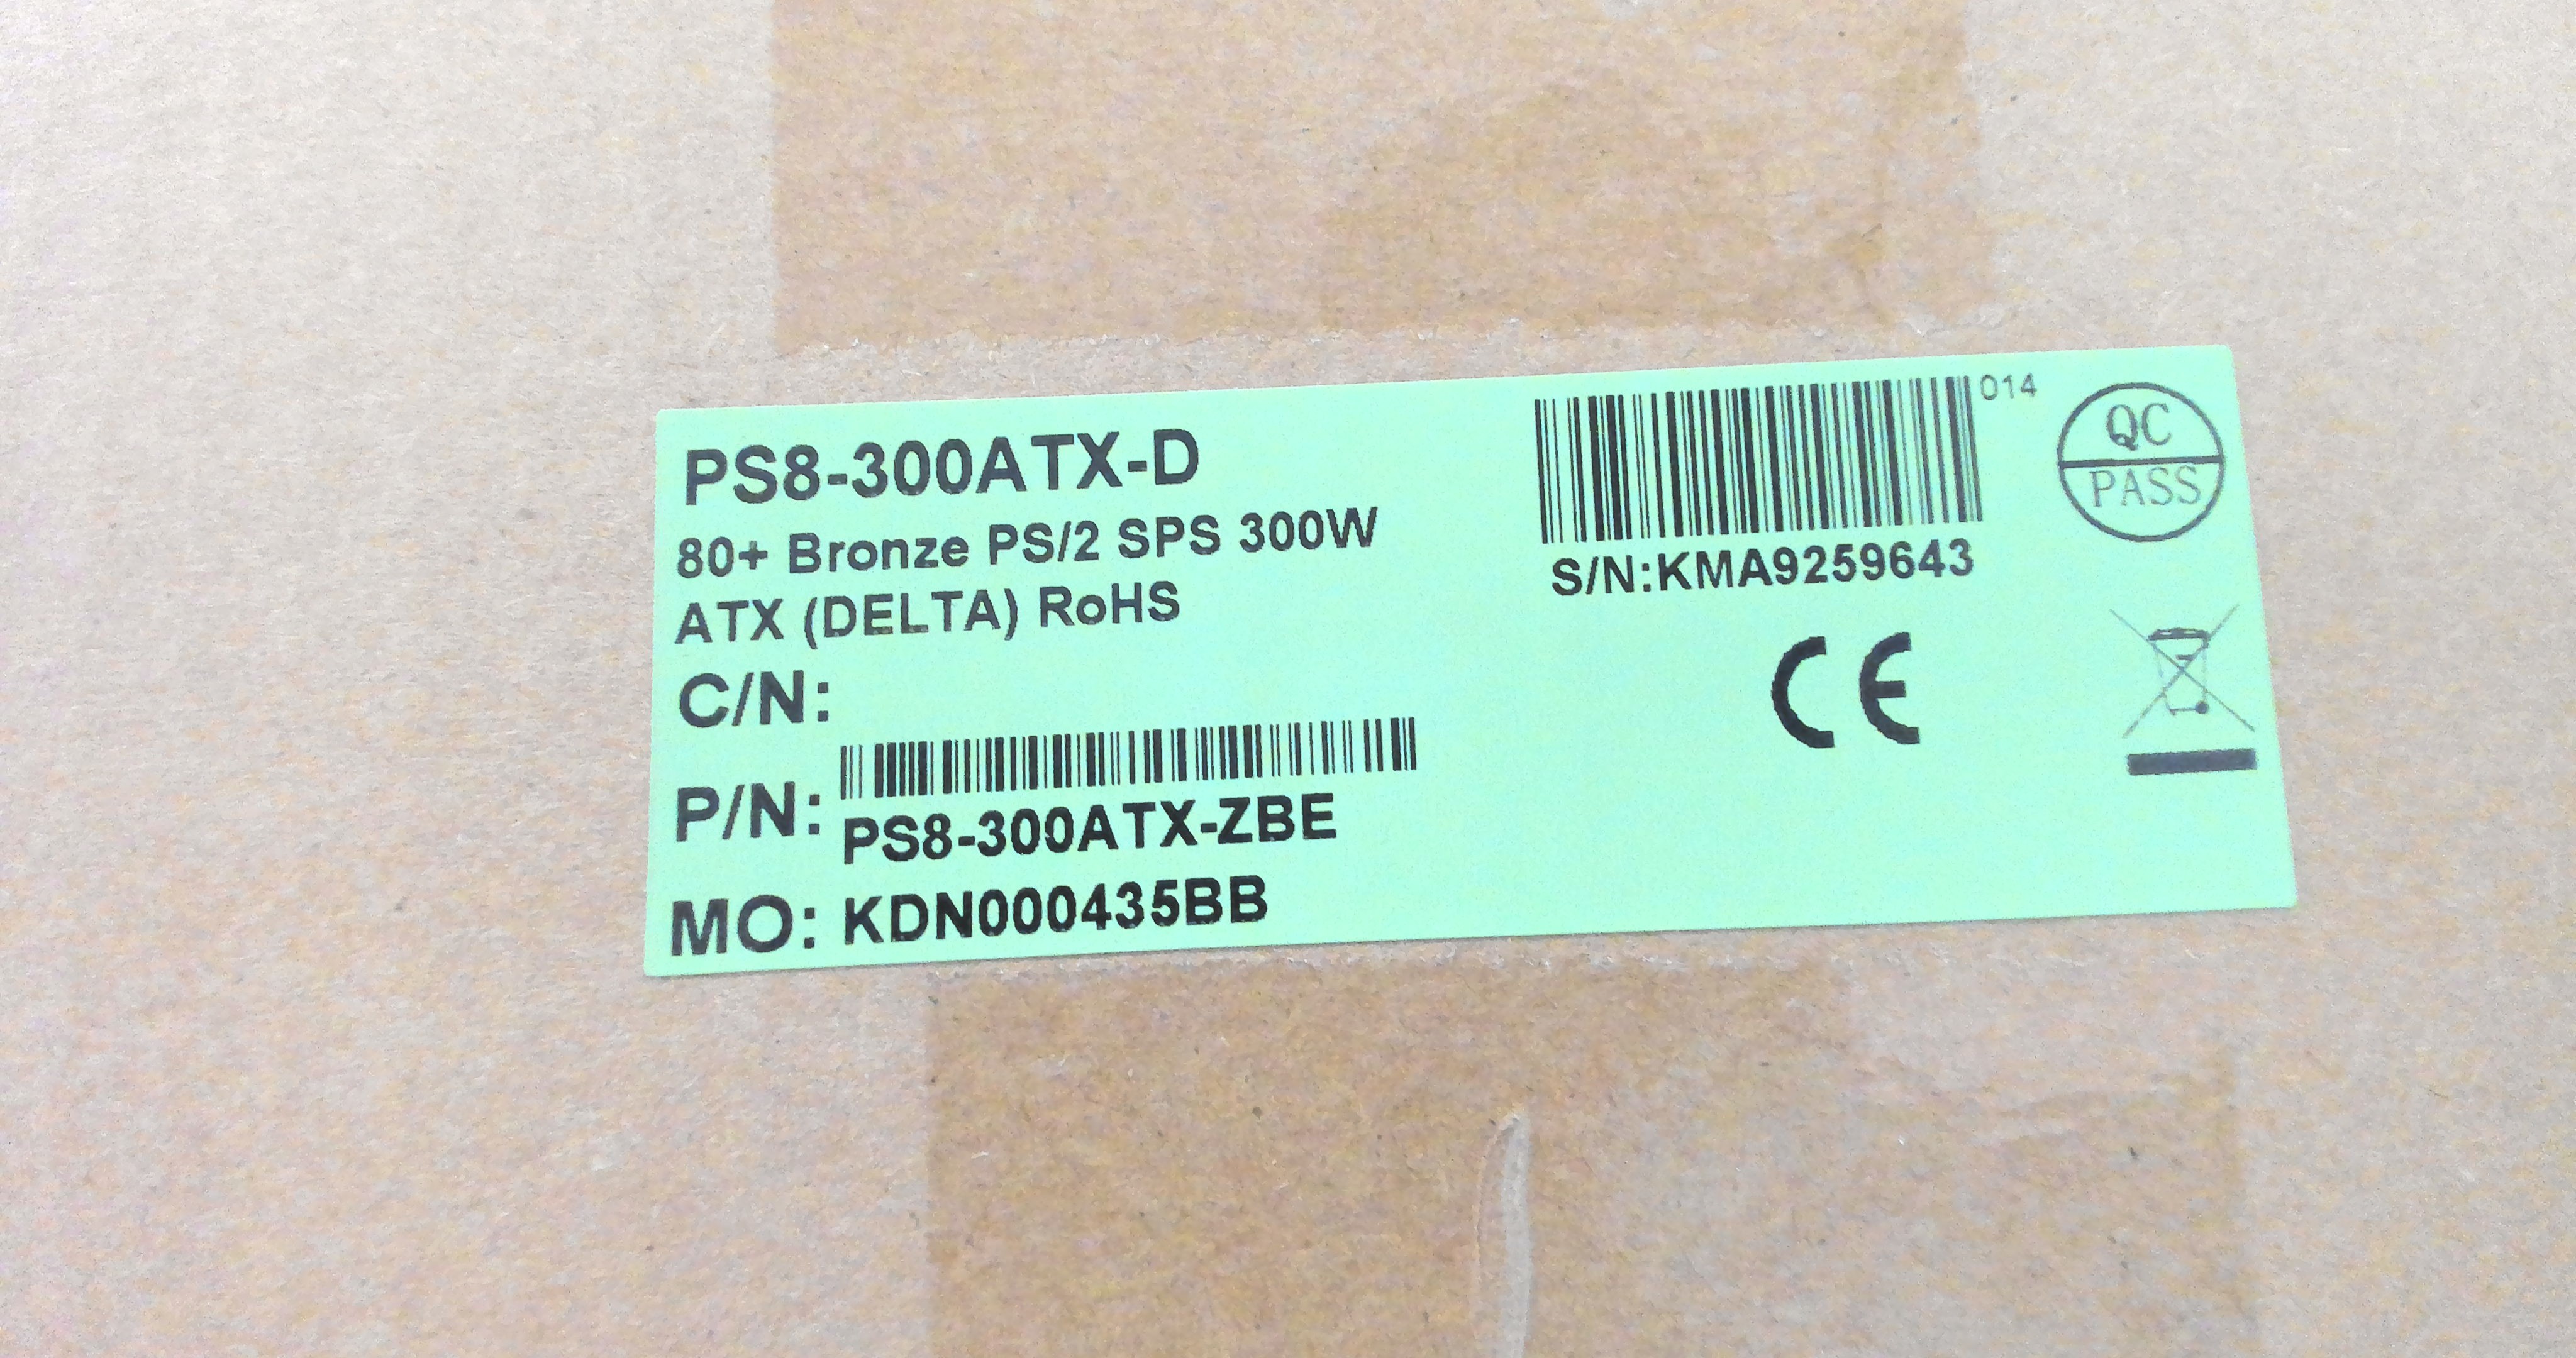 PS8-300ATX-D
80+ Bronze PS/2 SPS 300W
ATX (DELTA) RoHS
C/N:
P/N:
PS8-300ATX-ZBE
MO: KDN000435BB
014
S/N:KMA9259643
QC
PASS
CE